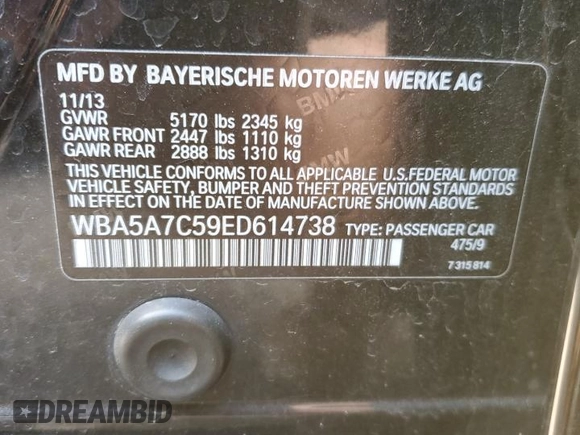 MFD BY BAYERISCHE MOTOREN WERKE AG
11/13
GVWR 5170 lbs 2345 kg
GAWR FRONT 2447 lbs 1110 kg
GAWR REAR 2888 lbs 1310 kg
THIS VEHICLE CONFORMS TO ALL APPLICABLE U.S.FEDERAL MOTOR
VEHICLE SAFETY, BUMPER AND THEFT PREVENTION STANDARDS
IN EFFECT ON DATE OF MANUFACTURE SHOWN ABOVE.
WBA5A7C59ED614738 TYPE: PASSENGER CAR
475/9
7 315 814
DREAMBID